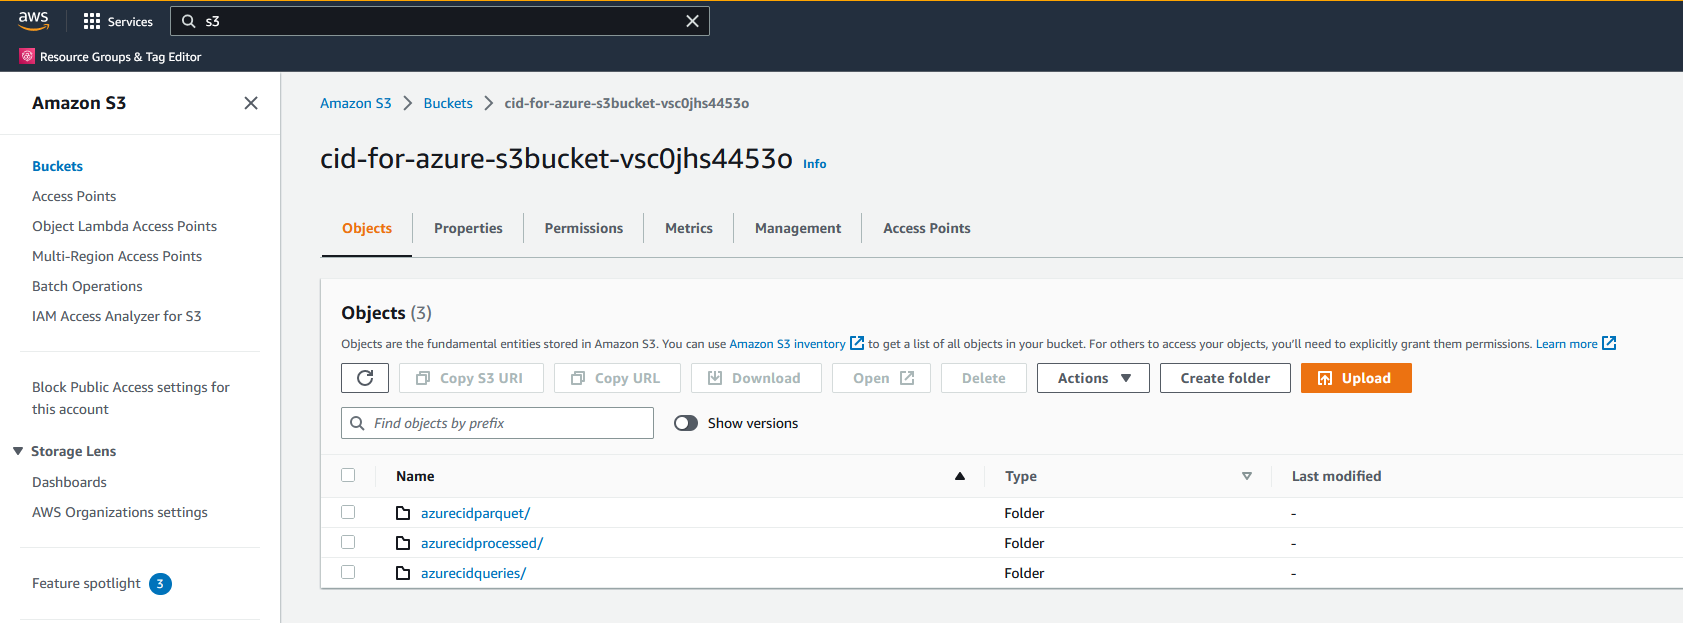 aws
Services
s3
Resource Groups & Tag Editor
Amazon S3
Buckets
Access Points
Object Lambda Access Points
Multi-Region Access Points
Batch Operations
IAM Access Analyzer for S3
Block Public Access settings for
this account
Storage Lens
Dashboards
AWS Organizations settings
Feature spotlight 3
Amazon S3 > Buckets > cid-for-azure-s3bucket-vsc0jhs4453o
cid-for-azure-s3bucket-vsc0jhs4453o Info
Objects Properties Permissions Metrics Management Access Points
Objects (3)
Objects are the fundamental entities stored in Amazon S3. You can use Amazon S3 inventory to get a list of all objects in your bucket. For others to access your objects, you'll need to explicitly grant them permissions. Learn more
Copy S3 URI Copy URL Download Open Delete Actions Create folder Upload
Find objects by prefix Show versions
Name Type Last modified
azurecidparquet/ Folder -
azurecidprocessed/ Folder -
azurecidqueries/ Folder -